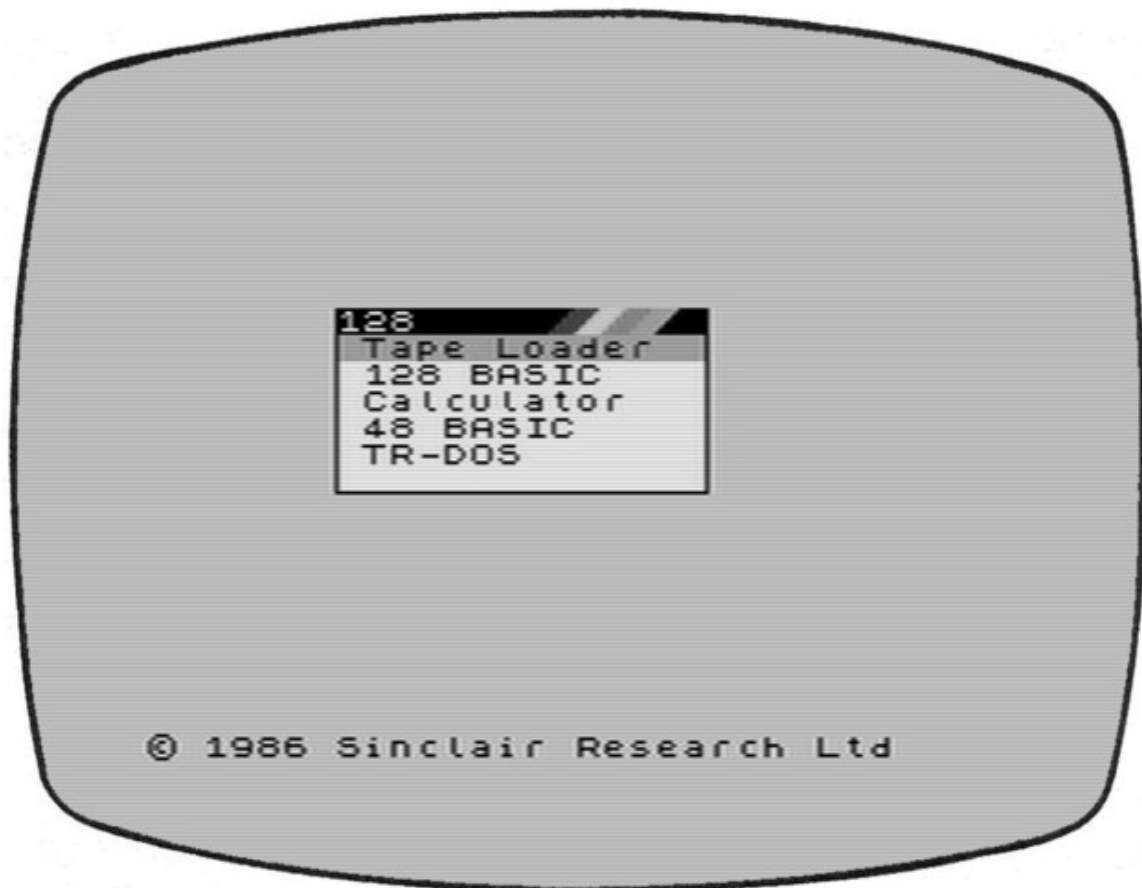 128
Tape Loader
128 BASIC
Calculator
48 BASIC
TR-DOS
© 1986 Sinclair Research Ltd